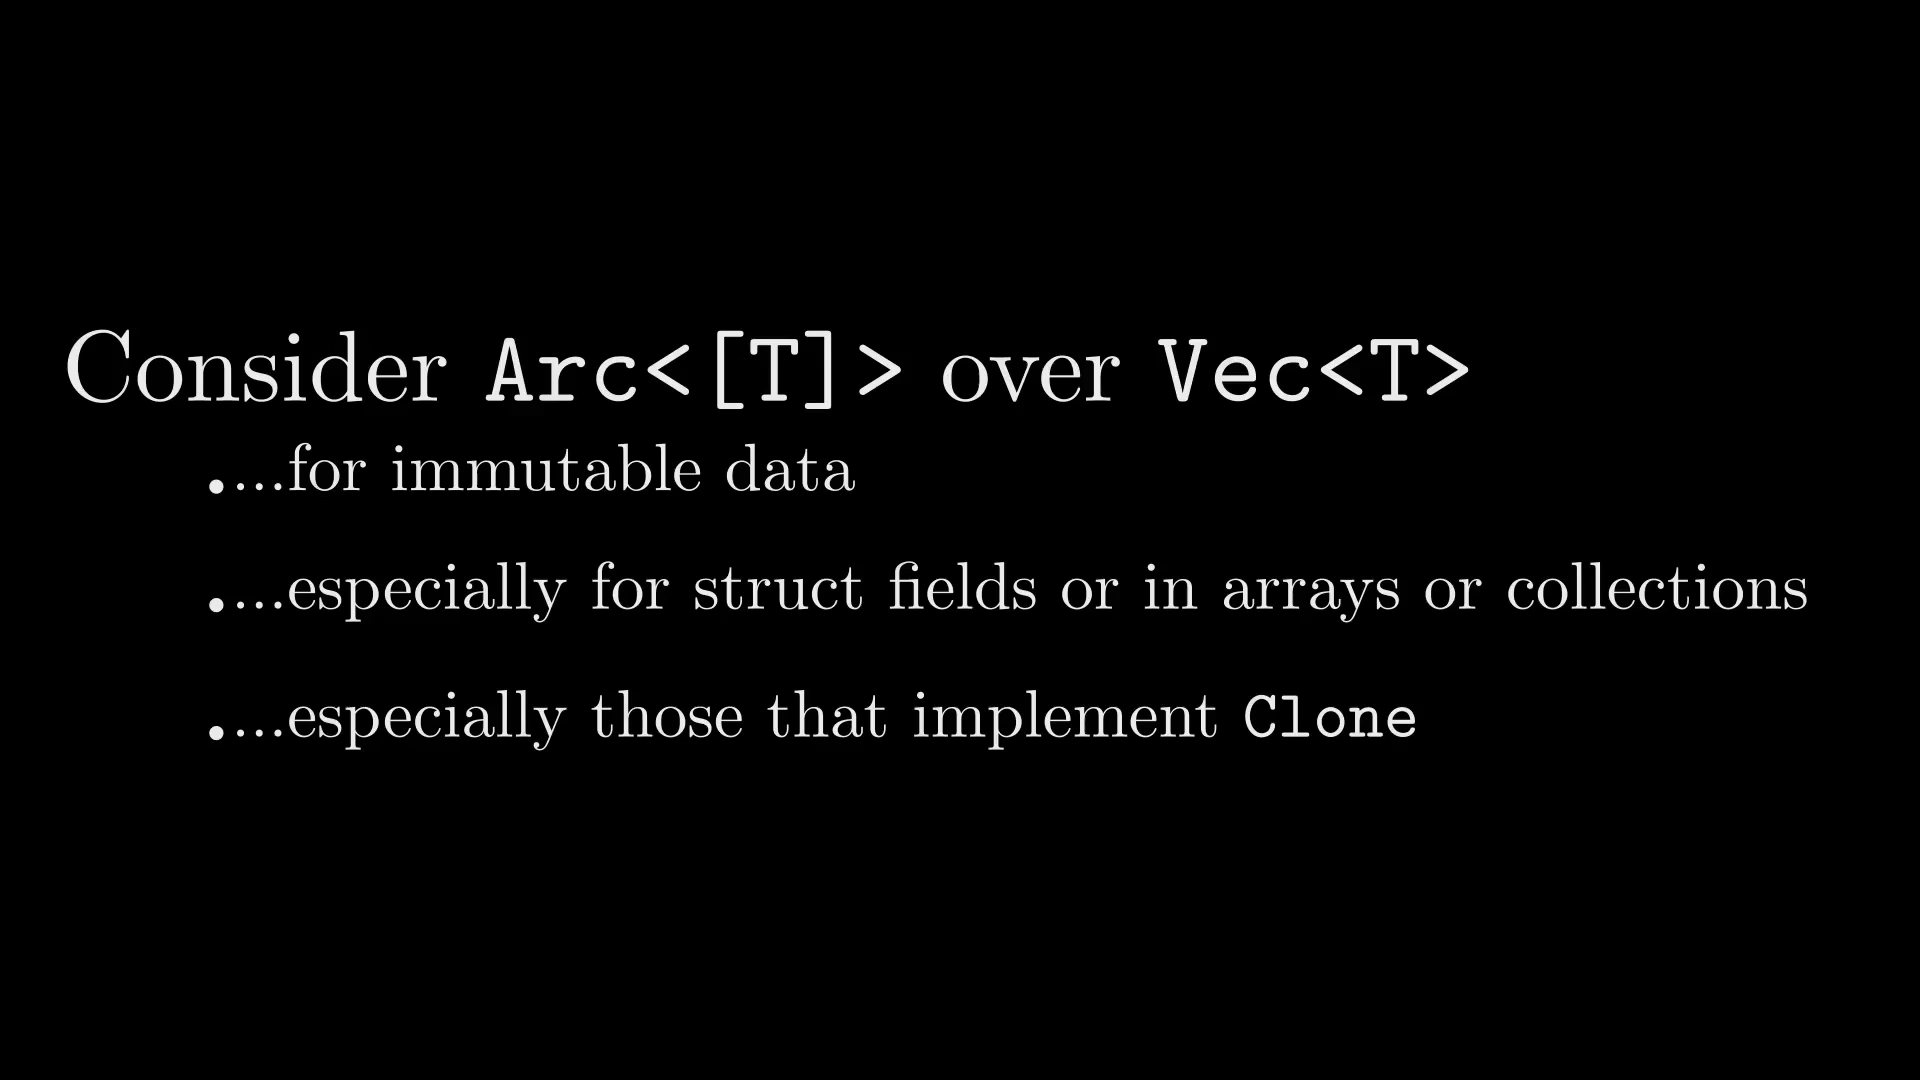 Consider Arc<[T]> over Vec<T>
• ...for immutable data
• ...especially for struct fields or in arrays or collections
• ...especially those that implement Clone